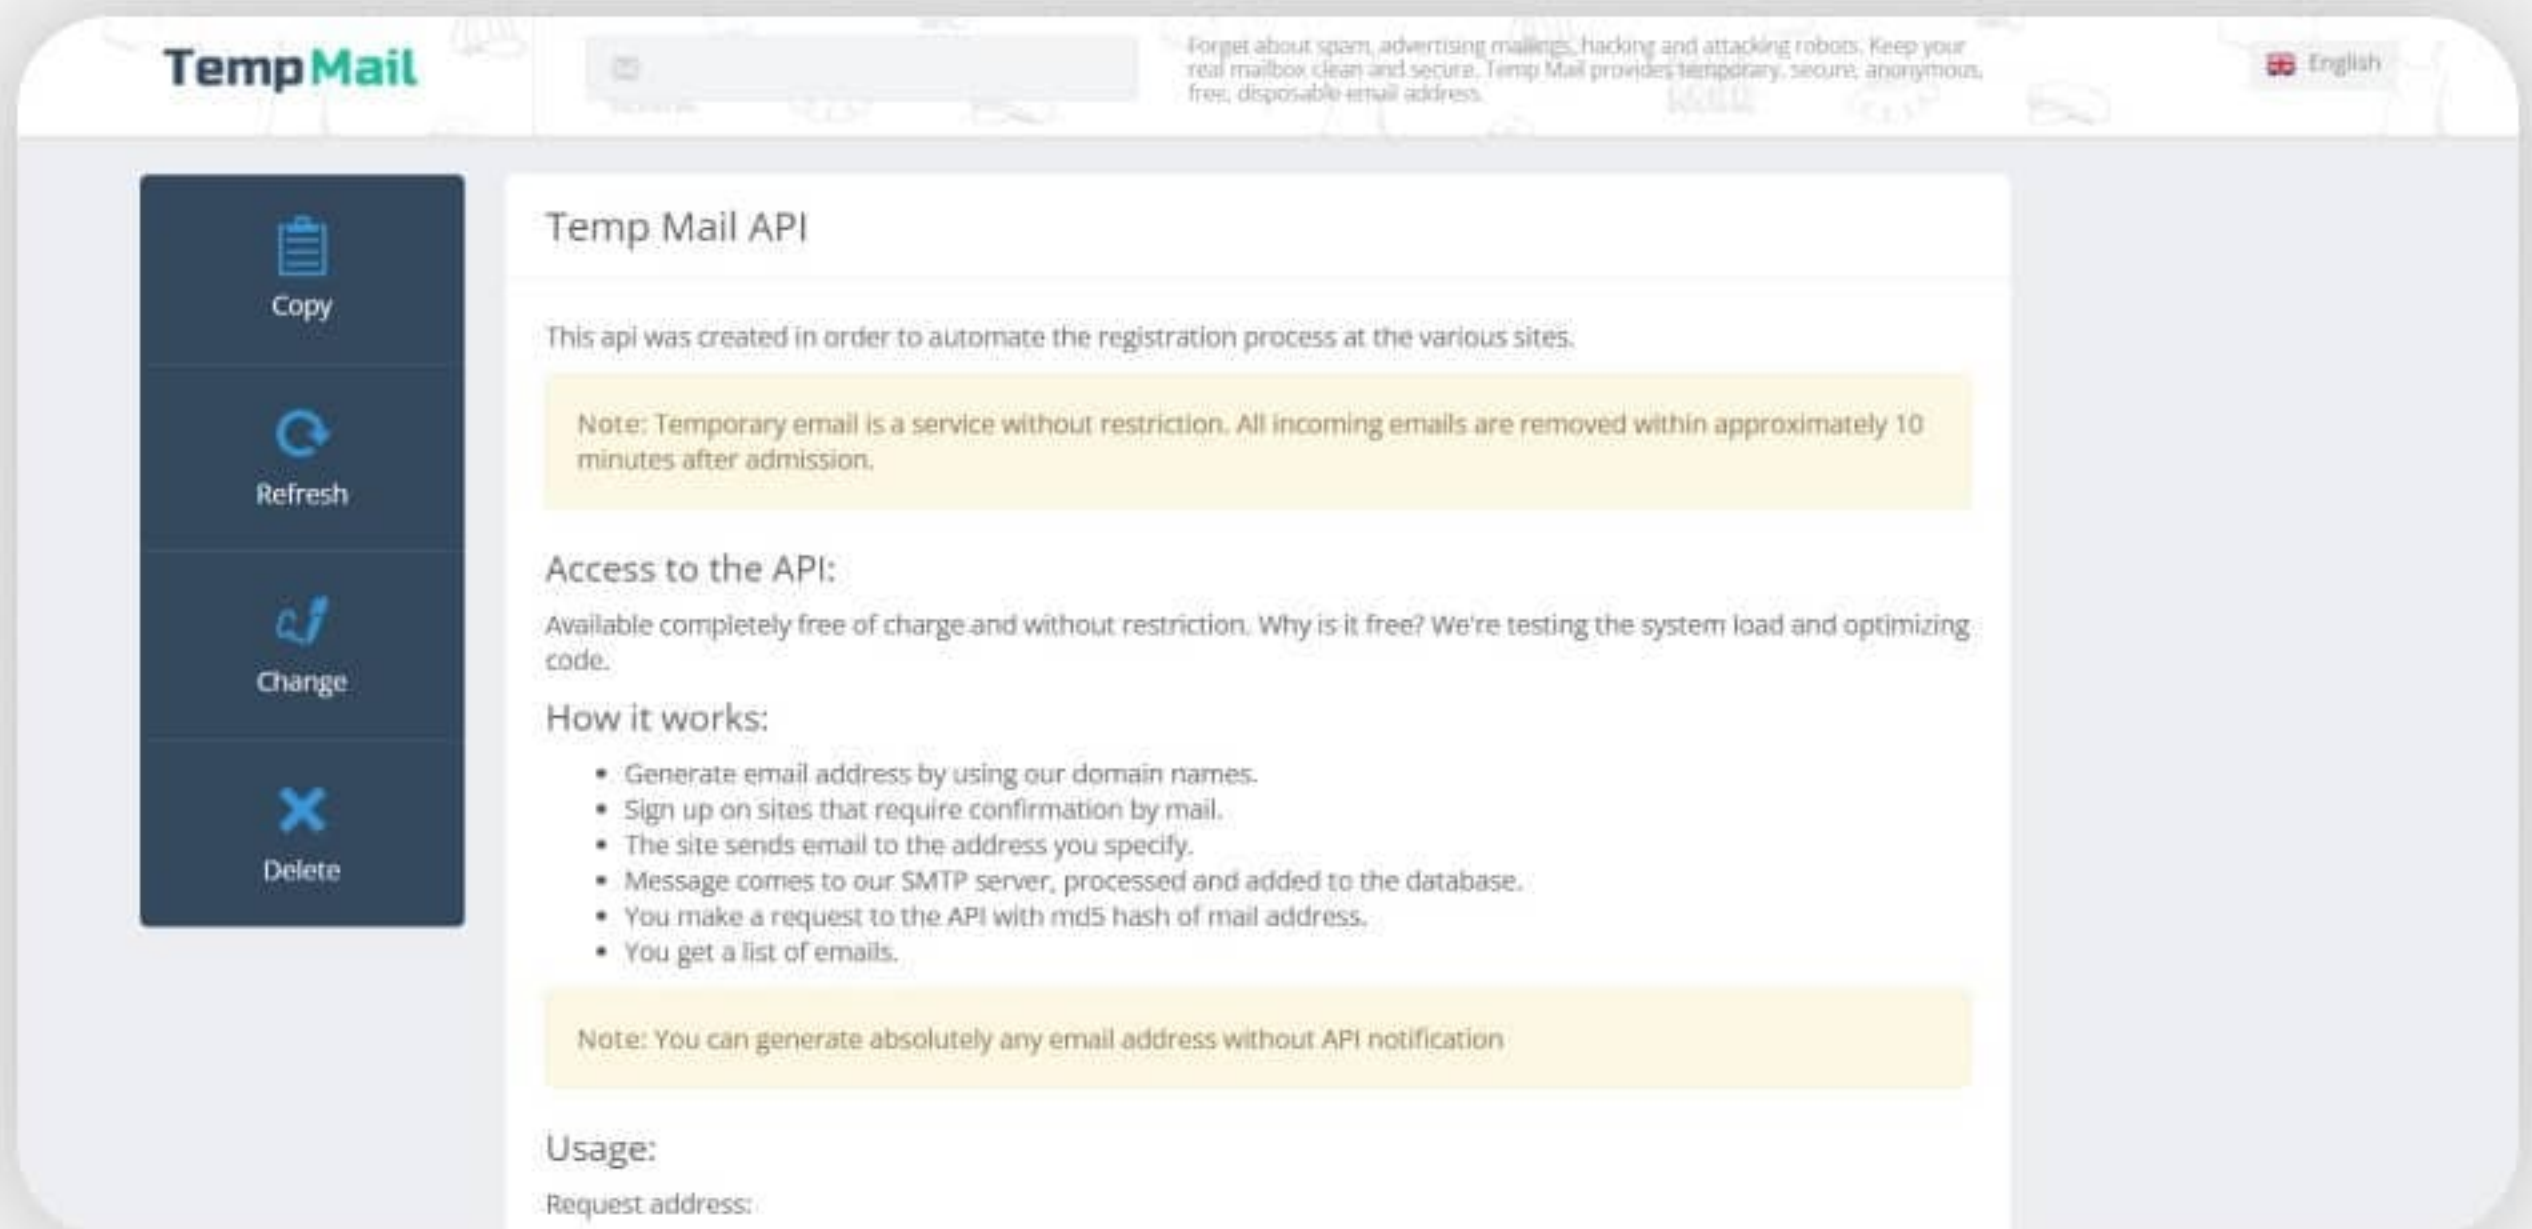 TempMail
Forget about spam, advertising mailings, hacking and attacking robots. Keep your
real mailbox clean and secure. Temp Mail provides temporary, secure, anonymous,
free, disposable email address.
English
Copy
Refresh
Change
Delete
Temp Mail API
This api was created in order to automate the registration process at the various sites.
Note: Temporary email is a service without restriction. All incoming emails are removed within approximately 10
minutes after admission.
Access to the API:
Available completely free of charge and without restriction. Why is it free? We're testing the system load and optimizing
code.
How it works:
• Generate email address by using our domain names.
• Sign up on sites that require confirmation by mail.
• The site sends email to the address you specify.
• Message comes to our SMTP server, processed and added to the database.
• You make a request to the API with md5 hash of mail address.
• You get a list of emails.
Note: You can generate absolutely any email address without API notification
Usage:
Request address: